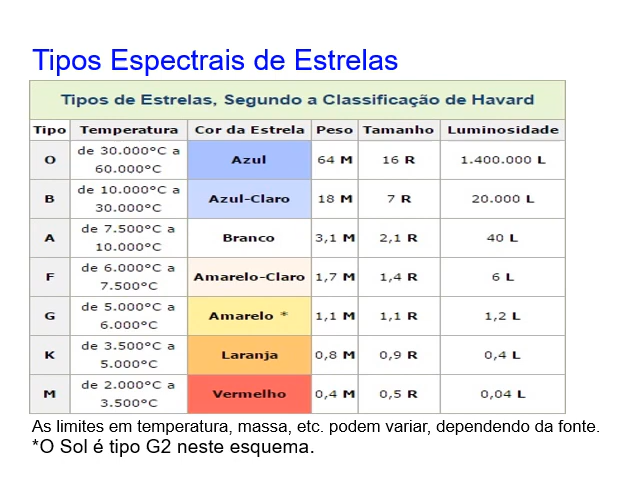 Tipos Espectrais de Estrelas
Tipos de Estrelas, Segundo a Classificação de Havard
Tipo Temperatura Cor da Estrela Peso Tamanho Luminosidade
O de 30.000°C a 60.000°C Azul 64 M 16 R 1.400.000 L
B de 10.000°C a 30.000°C Azul-Claro 18 M 7 R 20.000 L
A de 7.500°C a 10.000°C Branco 3,1 M 2,1 R 40 L
F de 6.000°C a 7.500°C Amarelo-Claro 1,7 M 1,4 R 6 L
G de 5.000°C a 6.000°C Amarelo * 1,1 M 1,1 R 1,2 L
K de 3.500°C a 5.000°C Laranja 0,8 M 0,9 R 0,4 L
M de 2.000°C a 3.500°C Vermelho 0,4 M 0,5 R 0,04 L
As limites em temperatura, massa, etc. podem variar, dependendo da fonte.
*O Sol é tipo G2 neste esquema.